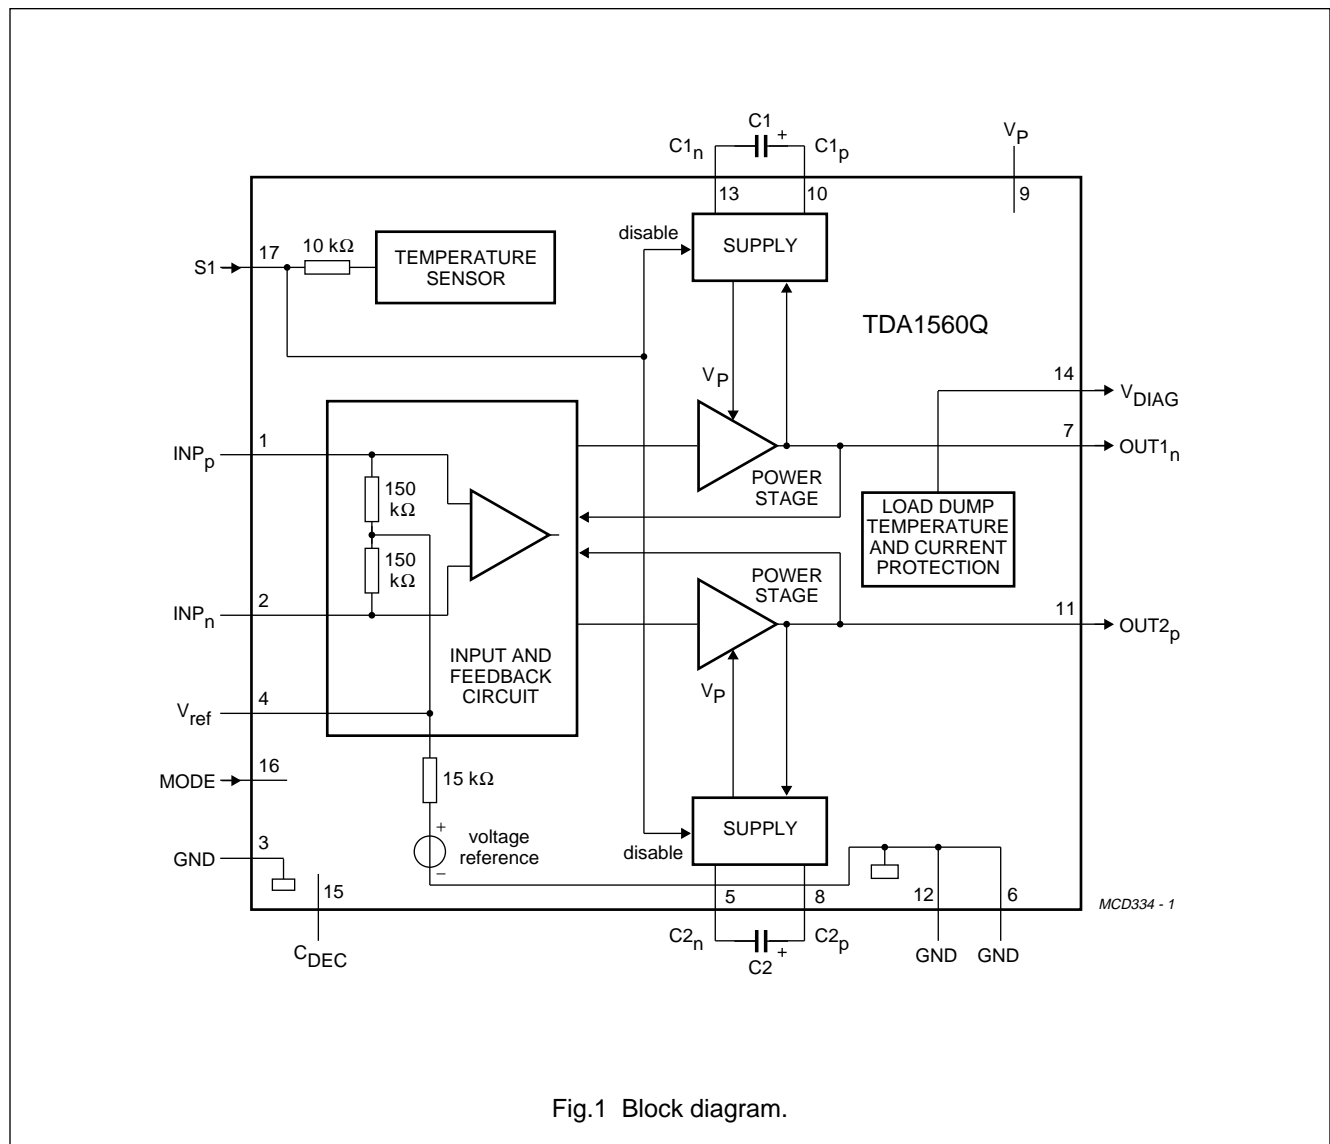 C1
+
C1n
C1p
VP
13
10
9
17
10 kΩ
disable
SUPPLY
S1
TEMPERATURE
SENSOR
TDA1560Q
VP
14
VDIAG
1
7
INPp
OUT1n
150
kΩ
POWER
STAGE
LOAD DUMP
TEMPERATURE
AND CURRENT
PROTECTION
150
kΩ
POWER
STAGE
2
11
INPn
OUT2p
INPUT AND
FEEDBACK
CIRCUIT
VP
4
Vref
16
MODE
15 kΩ
+
voltage
reference
–
SUPPLY
disable
3
GND
15
5
8
12
6
MCD334 - 1
CDEC
C2n
C2p
+
C2
GND
GND
Fig.1 Block diagram.